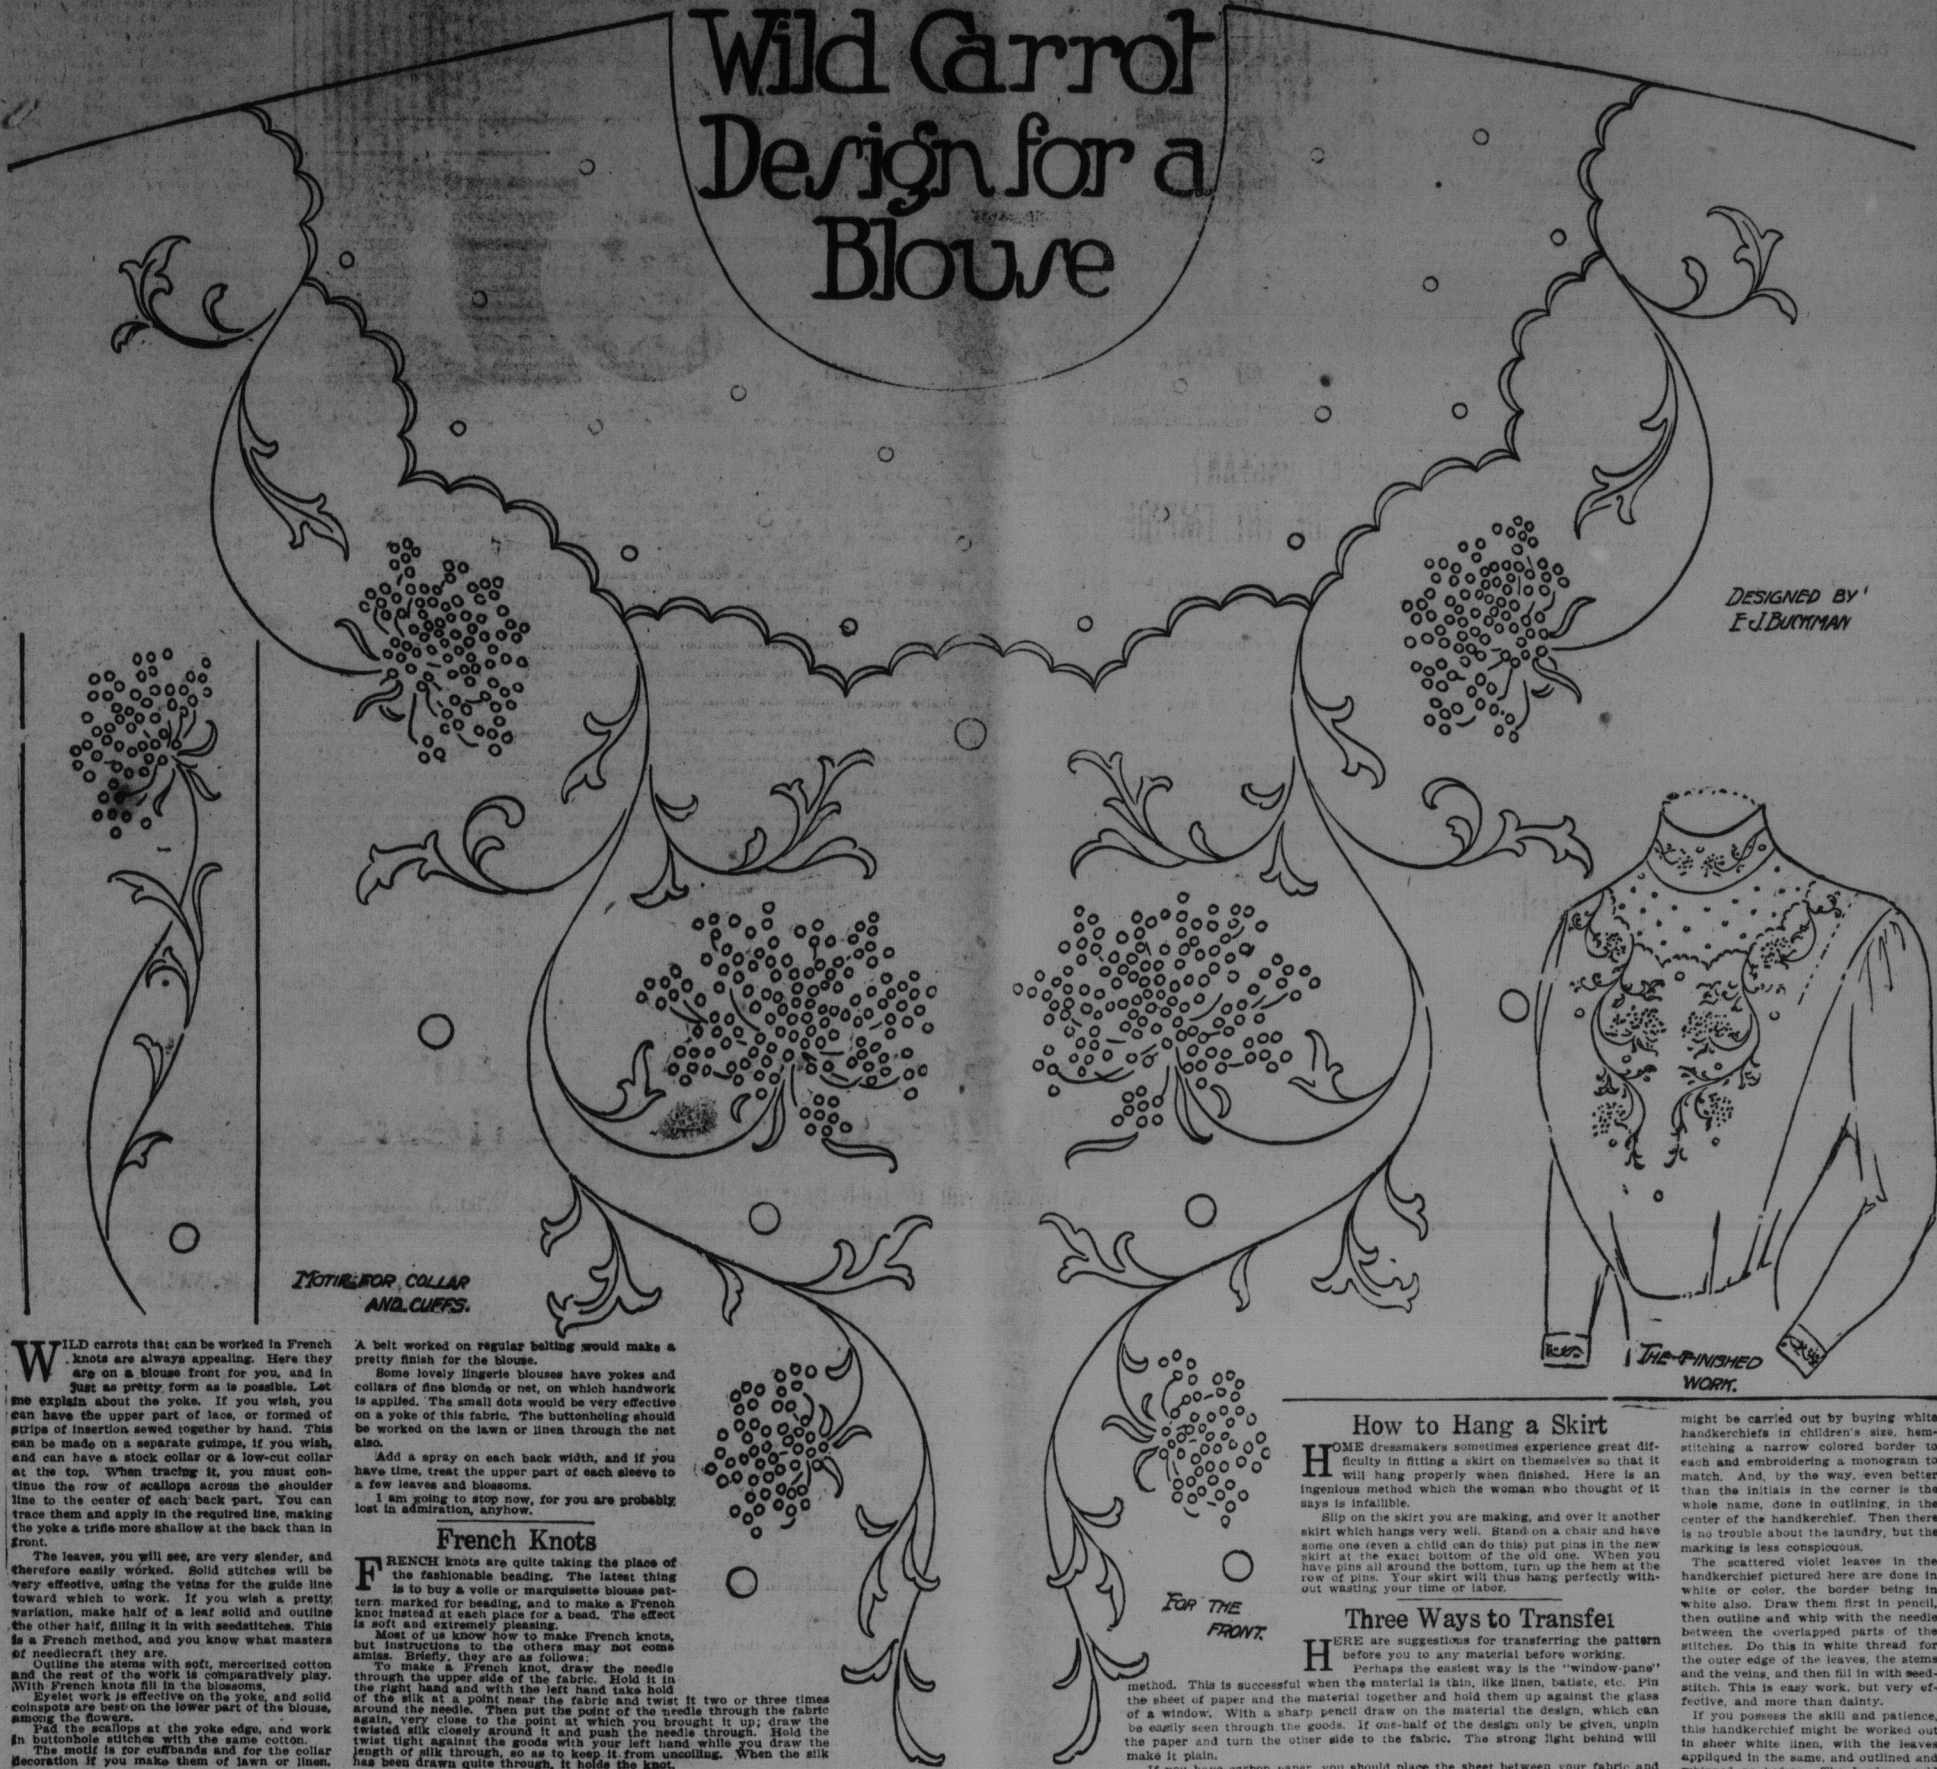 Wild Carrot
Design for a
Blouse
DESIGNED BY
E.J. BUCKMAN
MOTIF FOR COLLAR
AND CUFFS.
THE FINISHED
WORK.
FOR THE
FRONT.
WILD carrots that can be worked in French
knots are always appealing. Here they
are on a blouse front for you, and in
just as pretty form as is possible. Let
me explain about the yoke. If you wish, you
can have the upper part of lace, or formed of
strips of insertion sewed together by hand. This
can be made on a separate guimpe, if you wish,
and can have a stock collar or a low-cut collar
at the top. When tracing it, you must con-
tinue the row of scallops across the shoulder
line to the center of each back part. You can
trace them and apply in the required line, making
the yoke a trifle more shallow at the back than in
front.
The leaves, you will see, are very slender, and
therefore easily worked. Solid stitches will be
very effective, using the veins for the guide line
toward which to work. If you wish a pretty
variation, make half of a leaf solid and outline
the other half, filling it in with seedstitches. This
is a French method, and you know what masters
of needlecraft they are.
Outline the stems with soft, mercerized cotton
and the rest of the work is comparatively play.
With French knots fill in the blossoms.
Eyelet work is effective on the yoke, and solid
coinspots are best on the lower part of the blouse,
among the flowers.
Pad the scallops at the yoke edge, and work
in buttonhole stitches with the same cotton.
The motif is for cuffbands and for the collar
decoration if you make them of lawn or linen.
A belt worked on regular belting would make a
pretty finish for the blouse.
Some lovely lingerie blouses have yokes and
collars of fine blonde or net, on which handwork
is applied. The small dots would be very effective
on a yoke of this fabric. The buttonholing should
be worked on the lawn or linen through the net
also.
Add a spray on each back width, and if you
have time, treat the upper part of each sleeve to
a few leaves and blossoms.
I am going to stop now, for you are probably
lost in admiration, anyhow.
French Knots
FRENCH knots are quite taking the place of
the fashionable beading. The latest thing
is to buy a voile or marquisette blouse pat-
tern marked for beading, and to make a French
knot instead at each place for a bead. The effect
is soft and extremely pleasing.
Most of us know how to make French knots,
but instructions to the others may not come
amiss. Briefly, they are as follows:
To make a French knot, draw the needle
through the upper side of the fabric. Hold it in
the right hand and with the left hand take hold
of the silk at a point near the fabric and twist it two or three times
around the needle. Then put the point of the needle through the fabric
again, very close to the point at which you brought it up; draw the
twisted silk closely around it and push the needle through. Hold the
twist tight against the goods with your left hand while you draw the
length of silk through, so as to keep it from uncoiling. When the silk
has been drawn quite through, it holds the knot.
How to Hang a Skirt
HOME dressmakers sometimes experience great dif-
ficulty in fitting a skirt on themselves so that it
will hang properly when finished. Here is an
ingenious method which the woman who thought of it
says is infallible.
Slip on the skirt you are making, and over it another
skirt which hangs very well. Stand on a chair and have
some one (even a child can do this) put pins in the new
skirt at the exact bottom of the old one. When you
have pins all around the bottom, turn up the hem at the
row of pins. Your skirt will thus hang perfectly with-
out wasting your time or labor.
Three Ways to Transfer
HERE are suggestions for transferring the pattern
before you to any material before working.
Perhaps the easiest way is the "window-pane"
method. This is successful when the material is thin, like linen, batiste, etc. Pin
the sheet of paper and the material together and hold them up against the glass
of a window. With a sharp pencil draw on the material the design, which can
be easily seen through the goods. If one-half of the design only be given, unpin
the paper and turn the other side to the fabric. The strong light behind will
make it plain.
If you have carbon paper, you should place the sheet between your fabric and
might be carried out by buying white
handkerchiefs in children's size, hem-
stitching a narrow colored border to
each and embroidering a monogram to
match. And, by the way, even better
than the initials in the corner is the
whole name, done in outlining, in the
center of the handkerchief. Then there
is no trouble about the laundry, but the
marking is less conspicuous.
The scattered violet leaves in the
handkerchief pictured here are done in
white or color, the border being in
white also. Draw them first in pencil,
then outline and whip with the needle
between the overlapped parts of the
stitches. Do this in white thread for
the outer edge of the leaves, the stems
and the veins, and then fill in with seed-
stitch. This is easy work, but very ef-
fective, and more than dainty.
If you possess the skill and patience,
this handkerchief might be worked out
in sheer white linen, with the leaves
appliqued in the same, and outlined and